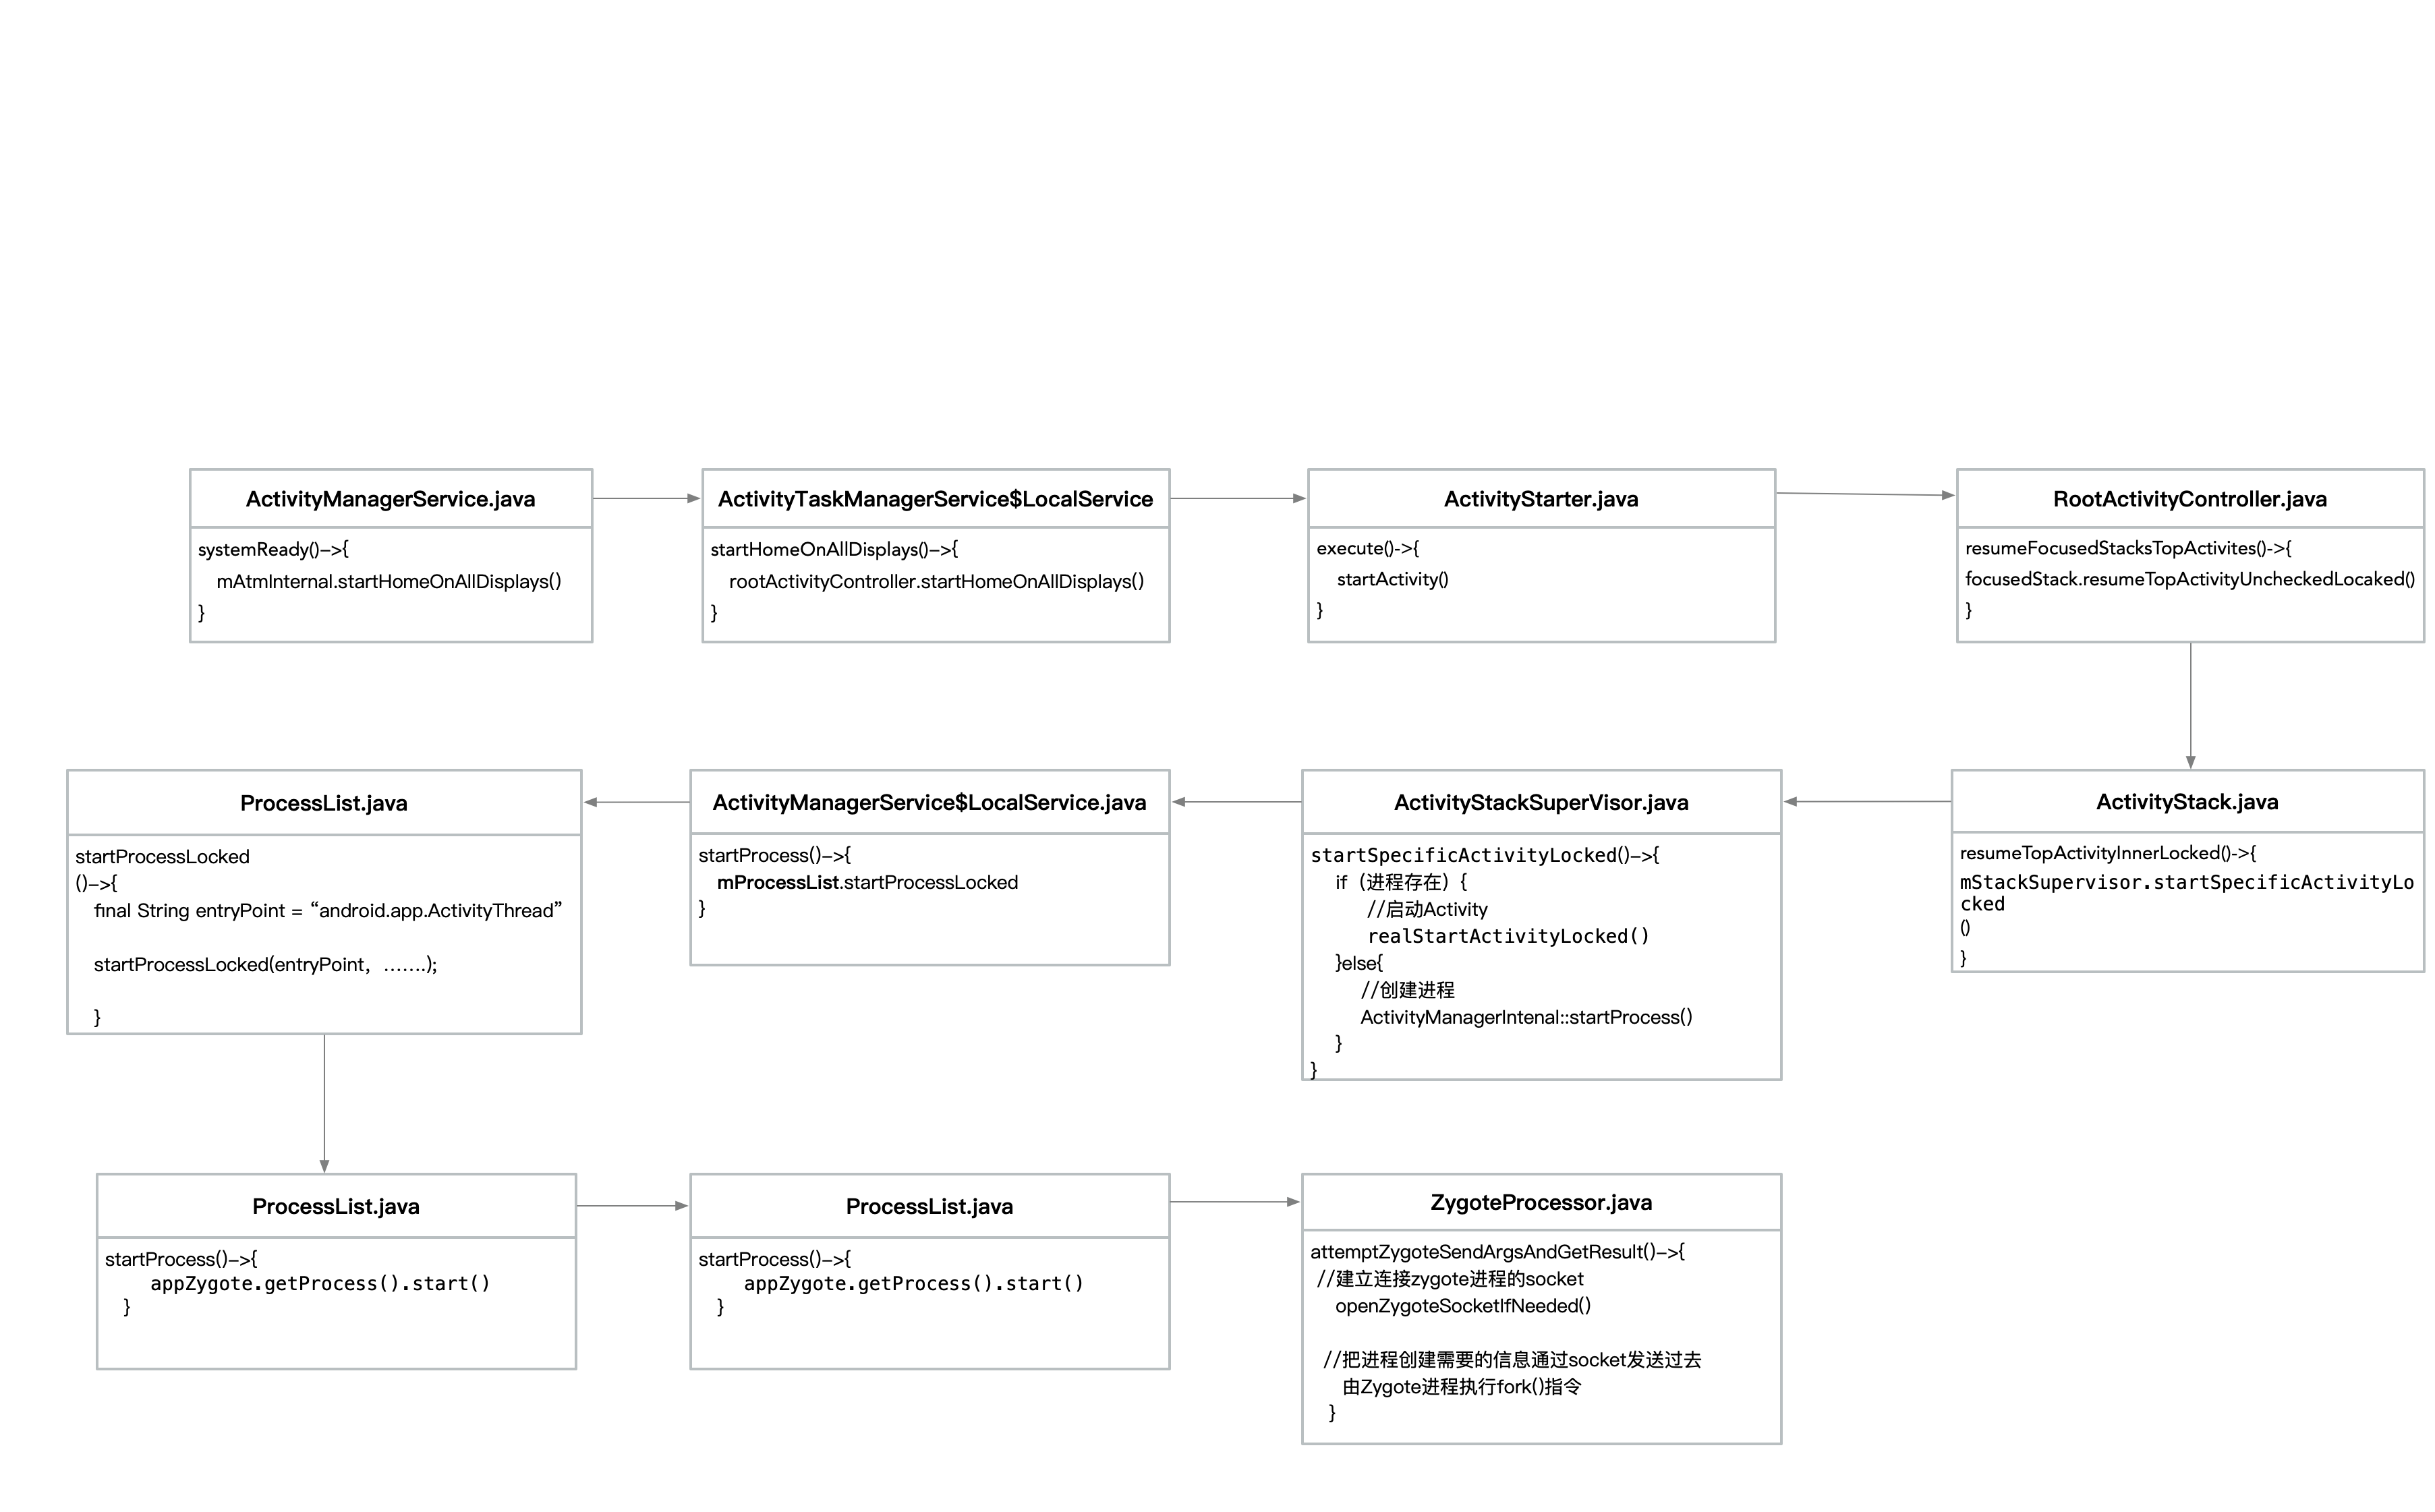 ActivityManagerService.java
systemReady()->{
mAtmInternal.startHomeOnAllDisplays()
}
ActivityTaskManagerService$LocalService
startHomeOnAllDisplays()->{
rootActivityController.startHomeOnAllDisplays()
}
ActivityStarter.java
execute()->{
startActivity()
}
RootActivityController.java
resumeFocusedStacksTopActivites()->{
focusedStack.resumeTopActivityUncheckedLocaked()
}
ActivityStack.java
resumeTopActivityInnerLocked()->{
mStackSupervisor.startSpecificActivityLo
cked
()
}
ActivityStackSuperVisor.java
startSpecificActivityLocked()->{
if（进程存在）{
//启动Activity
realStartActivityLocked()
}else{
//创建进程
ActivityManagerIntenal::startProcess()
}
}
ActivityManagerService$LocalService.java
startProcess()->{
mProcessList.startProcessLocked
}
ProcessList.java
startProcessLocked
()->{
final String entryPoint = “android.app.ActivityThread”
startProcessLocked(entryPoint，…….);
}
ProcessList.java
startProcess()->{
appZygote.getProcess().start()
}
ProcessList.java
startProcess()->{
appZygote.getProcess().start()
}
ZygoteProcessor.java
attemptZygoteSendArgsAndGetResult()->{
//建立连接zygote进程的socket
openZygoteSocketIfNeeded()
//把进程创建需要的信息通过socket发送过去
由Zygote进程执行fork()指令
}